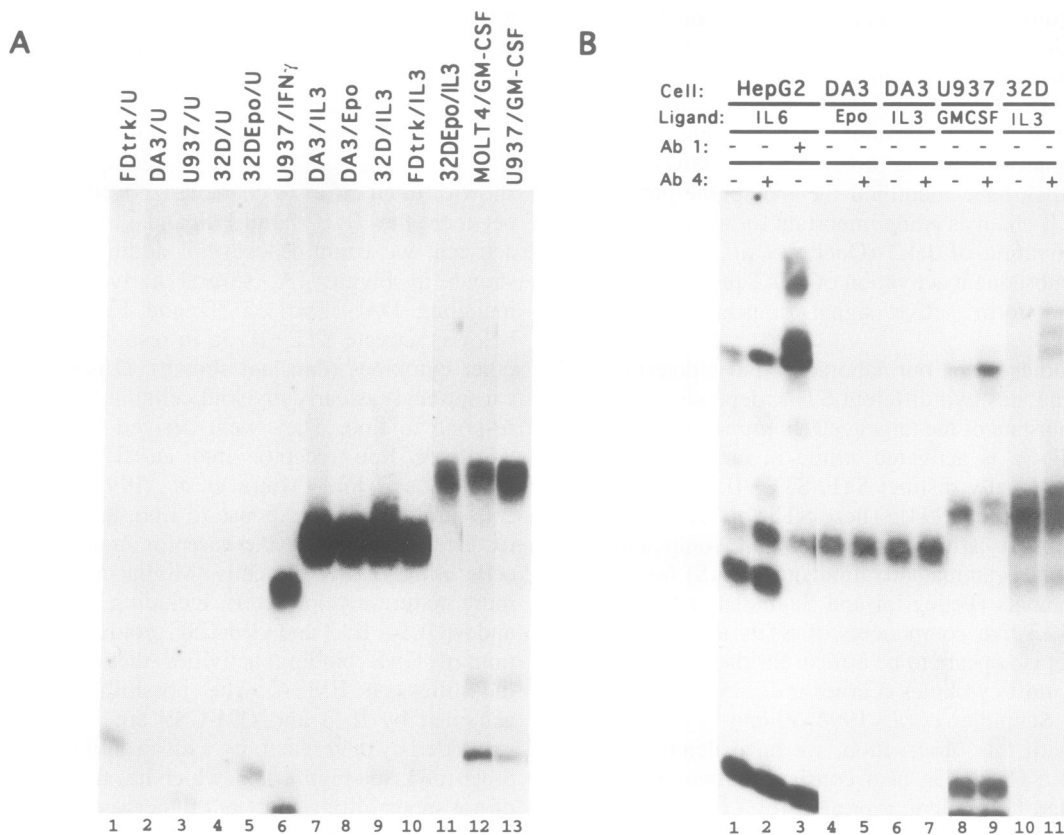 A
FDtrk/U
DA3/U
U937/U
32D/U
32DEpo/U
U937/IFNγ
DA3/IL3
DA3/Epo
32D/IL3
FDtrk/IL3
32DEpo/IL3
MOLT4/GM-CSF
U937/GM-CSF
1 2 3 4 5 6 7 8 9 10 11 12 13
B
Cell: HepG2 DA3 DA3 U937 32D
Ligand: IL6 Epo IL3 GMCSF IL3
Ab 1: - - + - - - - - - - -
Ab 4: - + - - + - + - + - +
1 2 3 4 5 6 7 8 9 10 11